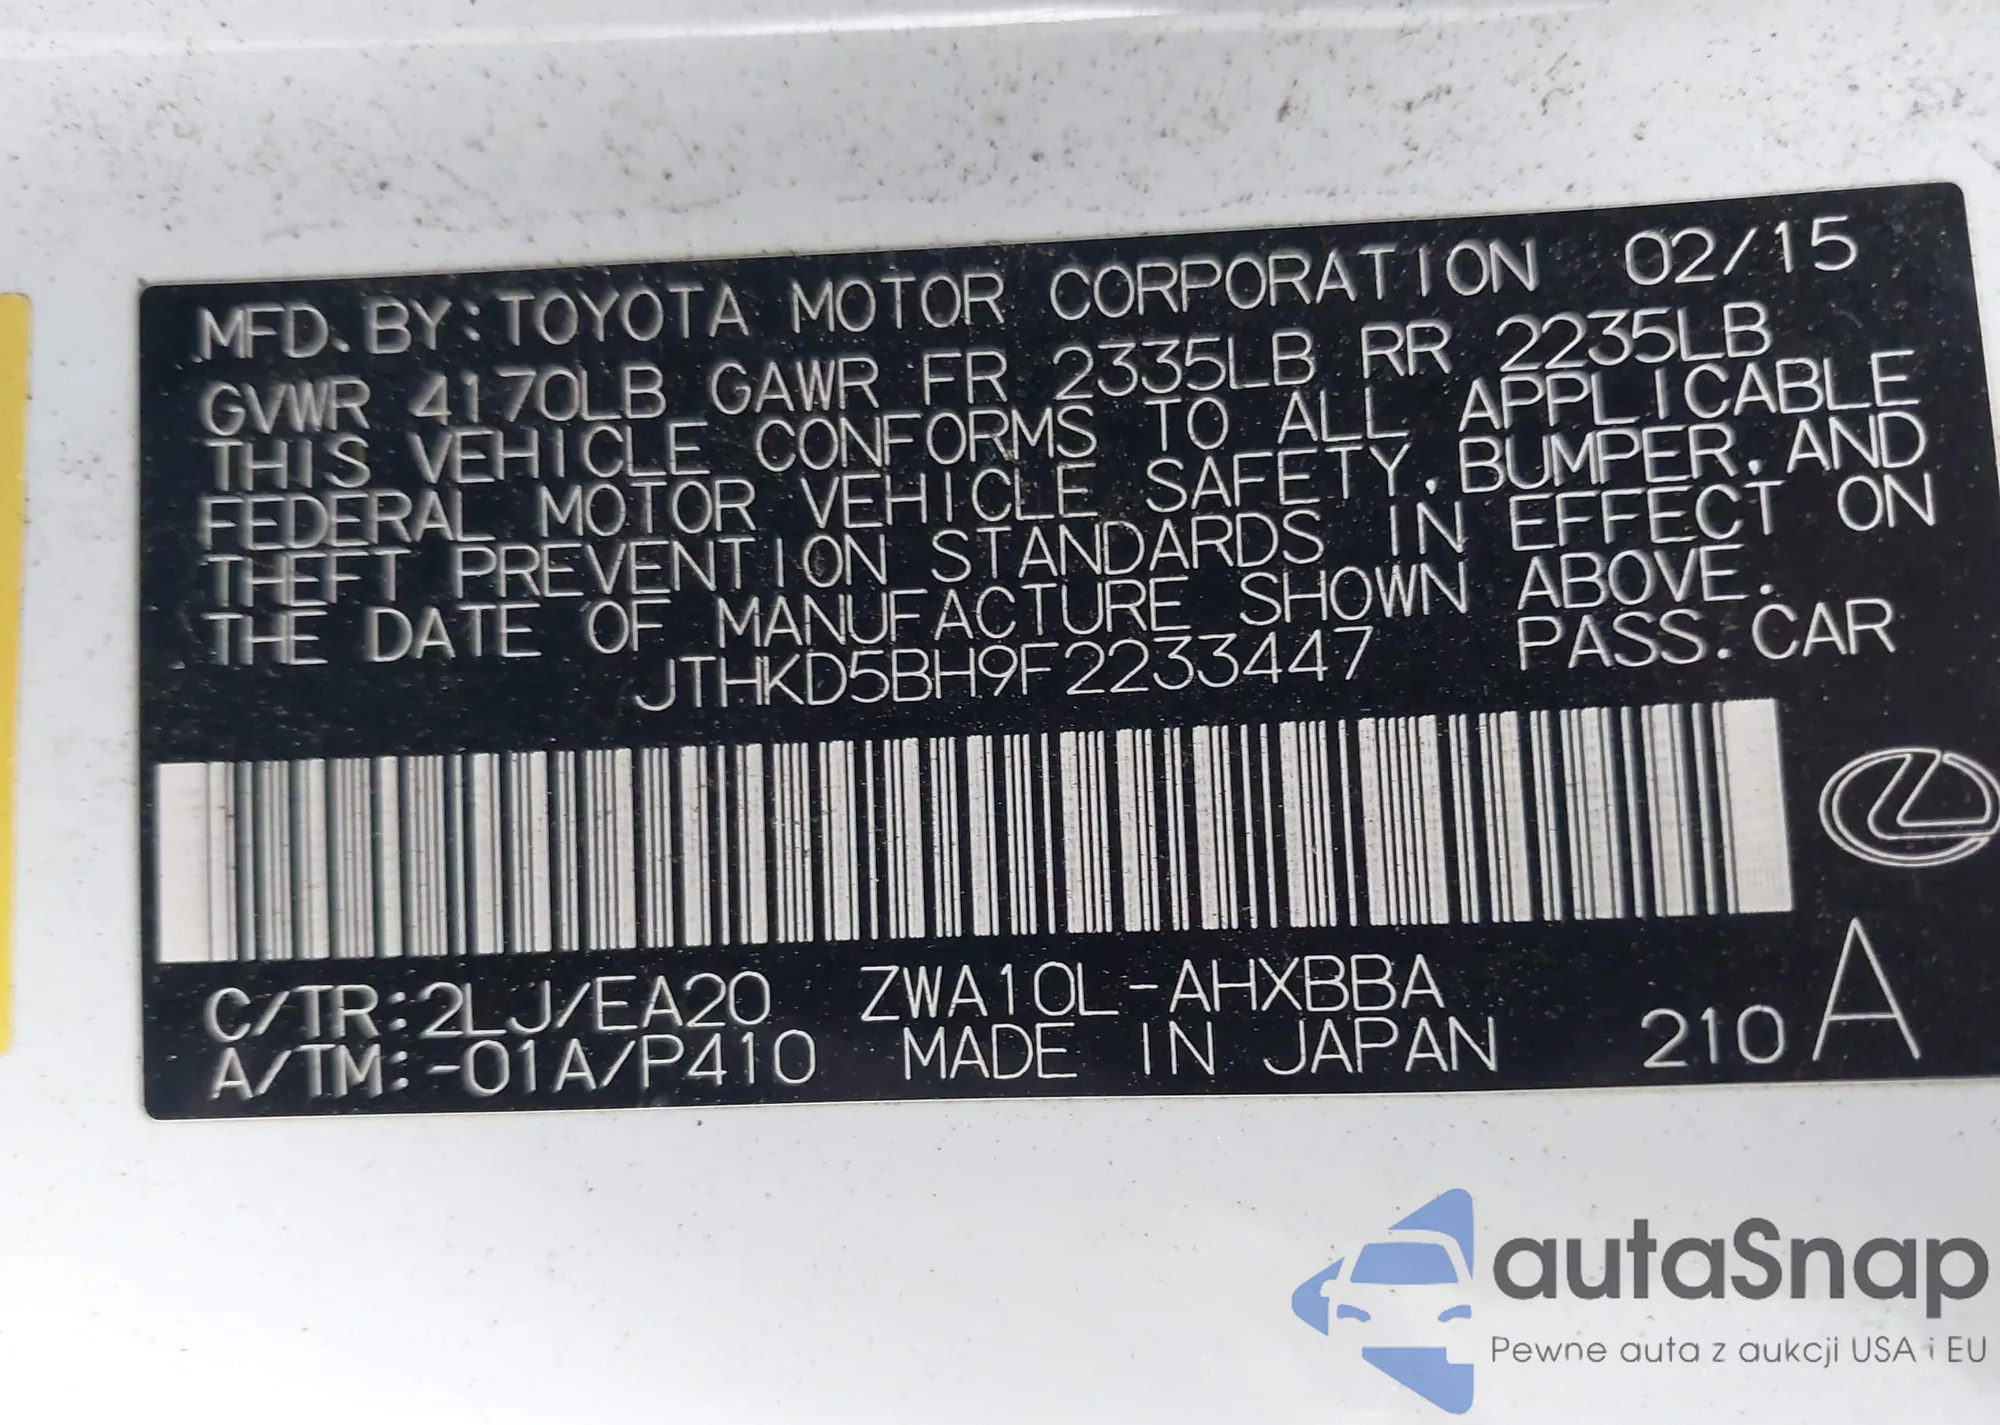 MFD. BY: TOYOTA MOTOR CORPORATION 02/15
GVWR 4170LB GAWR FR 2335LB RR 2235LB
THIS VEHICLE CONFORMS TO ALL APPLICABLE
FEDERAL MOTOR VEHICLE SAFETY, BUMPER, AND
THEFT PREVENTION STANDARDS IN EFFECT ON
THE DATE OF MANUFACTURE SHOWN ABOVE.
JTHKD5BH9F2233447 PASS. CAR
C/TR: 2LJ/EA20 ZWA10L-AHXBBA
A/TM: -01A/P410 MADE IN JAPAN 210 A
autaSnap
Pewne auta z aukcji USA i EU